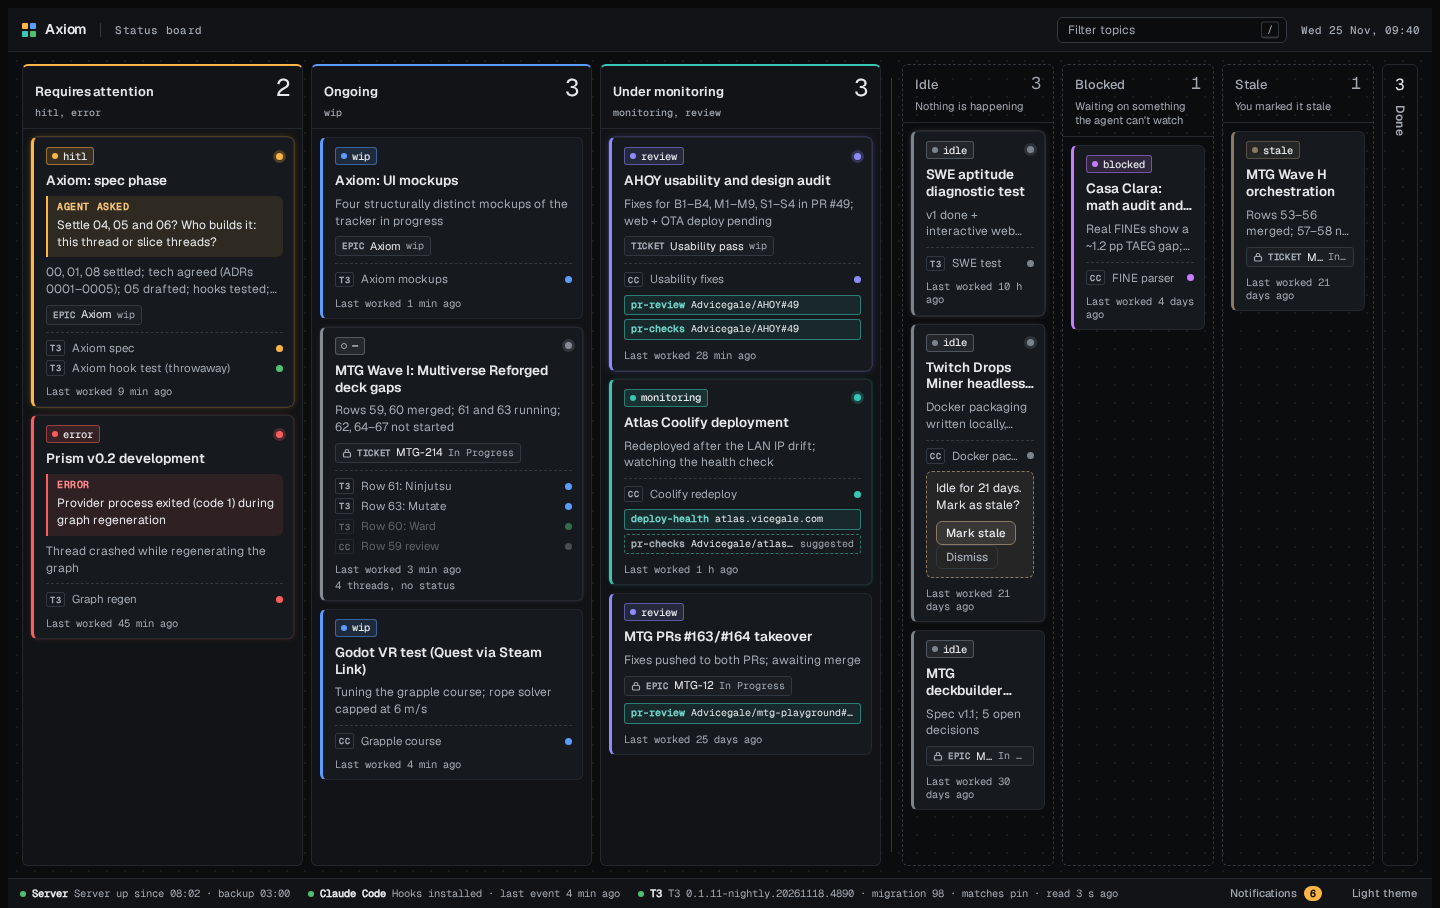 Axiom
Status board
Filter topics
/
Wed 25 Nov, 09:40
Requires attention
2
hitl, error
hitl
Axiom: spec phase
AGENT ASKED
Settle 04, 05 and 06? Who builds it:
this thread or slice threads?
00, 01, 08 settled; tech agreed (ADRs
0001–0005); 05 drafted; hooks tested;…
EPIC Axiom wip
T3 Axiom spec
T3 Axiom hook test (throwaway)
Last worked 9 min ago
error
Prism v0.2 development
ERROR
Provider process exited (code 1) during
graph regeneration
Thread crashed while regenerating the
graph
T3 Graph regen
Last worked 45 min ago
Ongoing
3
wip
wip
Axiom: UI mockups
Four structurally distinct mockups of the
tracker in progress
EPIC Axiom wip
T3 Axiom mockups
Last worked 1 min ago
—
MTG Wave I: Multiverse Reforged
deck gaps
Rows 59, 60 merged; 61 and 63 running;
62, 64–67 not started
TICKET MTG-214 In Progress
T3 Row 61: Ninjutsu
T3 Row 63: Mutate
T3 Row 60: Ward
CC Row 59 review
Last worked 3 min ago
4 threads, no status
wip
Godot VR test (Quest via Steam
Link)
Tuning the grapple course; rope solver
capped at 6 m/s
CC Grapple course
Last worked 4 min ago
Under monitoring
3
monitoring, review
review
AHOY usability and design audit
Fixes for B1–B4, M1–M9, S1–S4 in PR #49;
web + OTA deploy pending
TICKET Usability pass wip
CC Usability fixes
pr-review Advicegale/AHOY#49
pr-checks Advicegale/AHOY#49
Last worked 28 min ago
monitoring
Atlas Coolify deployment
Redeployed after the LAN IP drift;
watching the health check
CC Coolify redeploy
deploy-health atlas.vicegale.com
pr-checks Advicegale/atlas… suggested
Last worked 1 h ago
review
MTG PRs #163/#164 takeover
Fixes pushed to both PRs; awaiting merge
EPIC MTG-12 In Progress
pr-review Advicegale/mtg-playground#…
Last worked 25 days ago
Idle
3
Nothing is happening
idle
SWE aptitude
diagnostic test
v1 done +
interactive web…
T3 SWE test
Last worked 10 h
ago
idle
Twitch Drops
Miner headless…
Docker packaging
written locally,…
CC Docker pac…
Idle for 21 days.
Mark as stale?
Mark stale
Dismiss
Last worked 21
days ago
idle
MTG
deckbuilder…
Spec v1.1; 5 open
decisions
EPIC M… In …
Last worked 30
days ago
Blocked
1
Waiting on something
the agent can't watch
blocked
Casa Clara:
math audit and…
Real FINEs show a
~1.2 pp TAEG gap;…
CC FINE parser
Last worked 4 days
ago
Stale
1
You marked it stale
stale
MTG Wave H
orchestration
Rows 53–56
merged; 57–58 n…
TICKET M… In…
Last worked 21
days ago
3
Done
Server Server up since 08:02 · backup 03:00
Claude Code Hooks installed · last event 4 min ago
T3 T3 0.1.11-nightly.20261118.4890 · migration 98 · matches pin · read 3 s ago
Notifications 6
Light theme